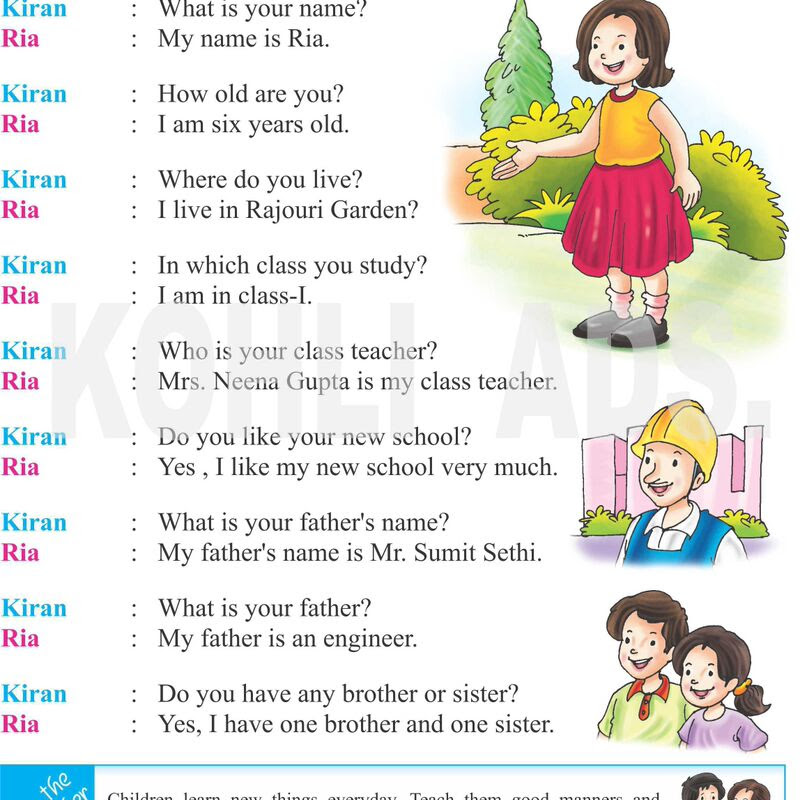 Kiran : What is your name?
Ria : My name is Ria.
Kiran : How old are you?
Ria : I am six years old.
Kiran : Where do you live?
Ria : I live in Rajouri Garden?
Kiran : In which class you study?
Ria : I am in class-I.
Kiran : Who is your class teacher?
Ria : Mrs. Neena Gupta is my class teacher.
Kiran : Do you like your new school?
Ria : Yes , I like my new school very much.
Kiran : What is your father's name?
Ria : My father's name is Mr. Sumit Sethi.
Kiran : What is your father?
Ria : My father is an engineer.
Kiran : Do you have any brother or sister?
Ria : Yes, I have one brother and one sister.
KOHLI ADS.
the
Children learn new things everyday. Teach them good manners and